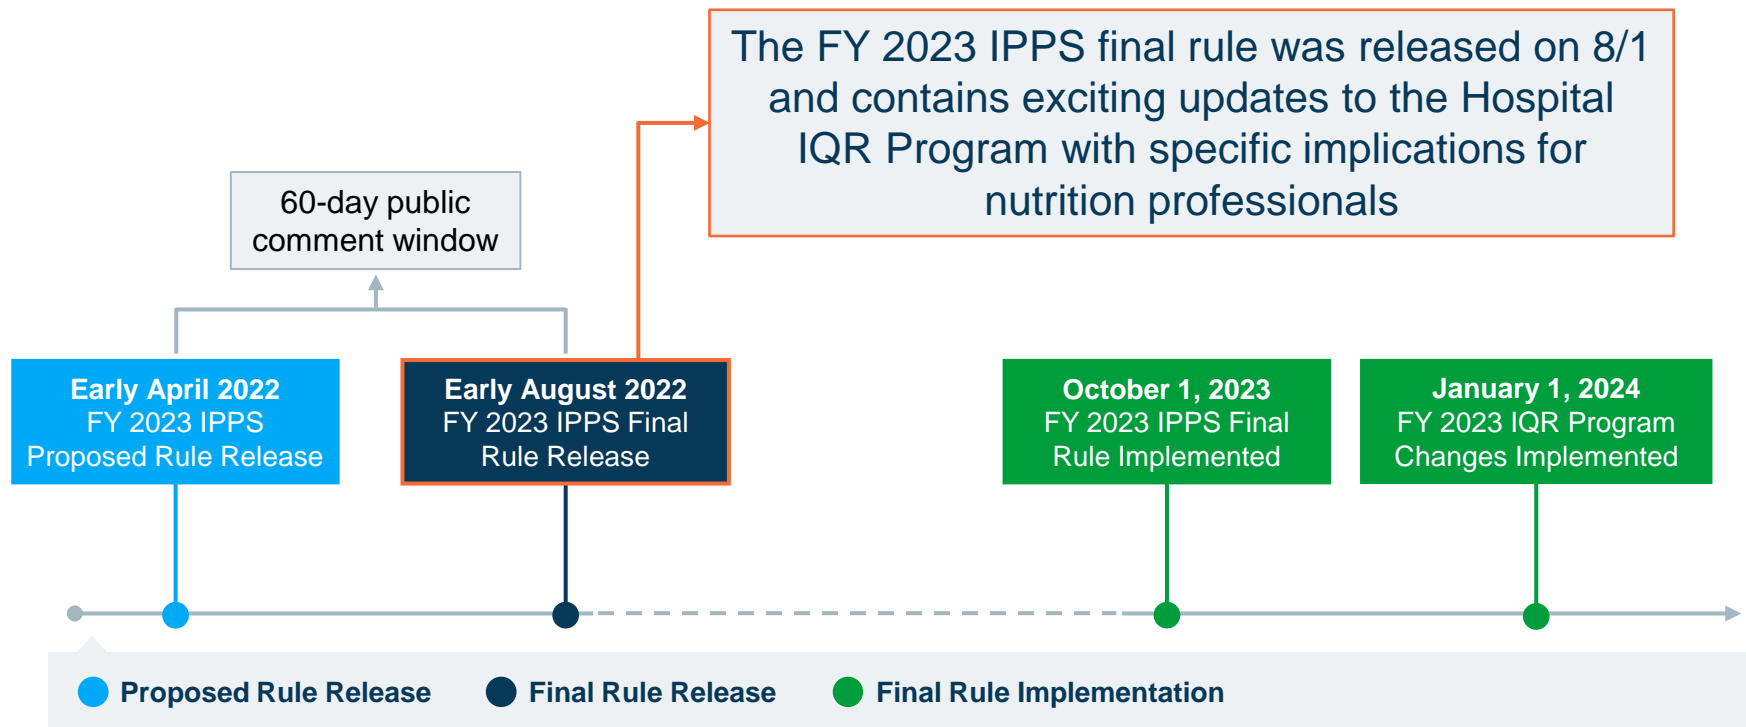 The FY 2023 IPPS final rule was released on 8/1
and contains exciting updates to the Hospital
IQR Program with specific implications for
nutrition professionals
60-day public
comment window
Early April 2022
FY 2023 IPPS
Proposed Rule Release
Early August 2022
FY 2023 IPPS Final
Rule Release
October 1, 2023
FY 2023 IPPS Final
Rule Implemented
January 1, 2024
FY 2023 IQR Program
Changes Implemented
Proposed Rule Release
Final Rule Release
Final Rule Implementation